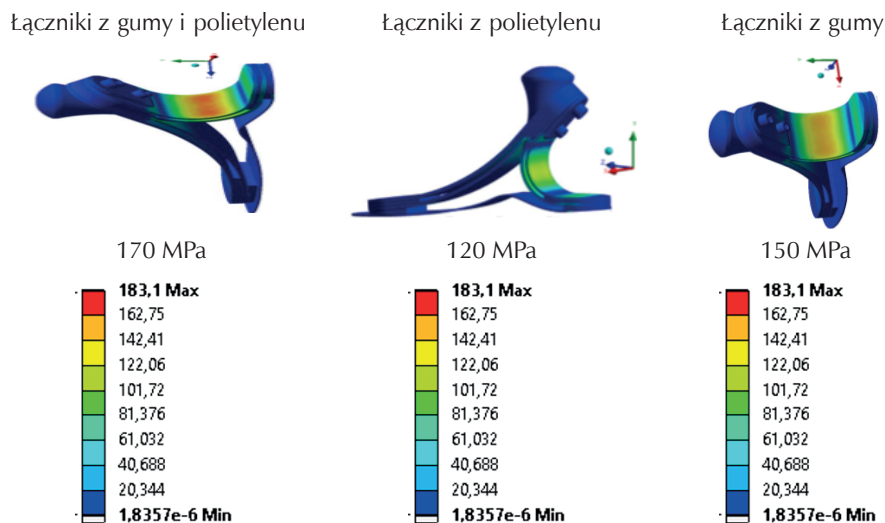 Łączniki z gumy i polietylenu
Łączniki z polietylenu
Łączniki z gumy
170 MPa
120 MPa
150 MPa
183,1 Max
162,75
142,41
122,06
101,72
81,376
61,032
40,688
20,344
1,8357e-6 Min
183,1 Max
162,75
142,41
122,06
101,72
81,376
61,032
40,688
20,344
1,8357e-6 Min
183,1 Max
162,75
142,41
122,06
101,72
81,376
61,032
40,688
20,344
1,8357e-6 Min